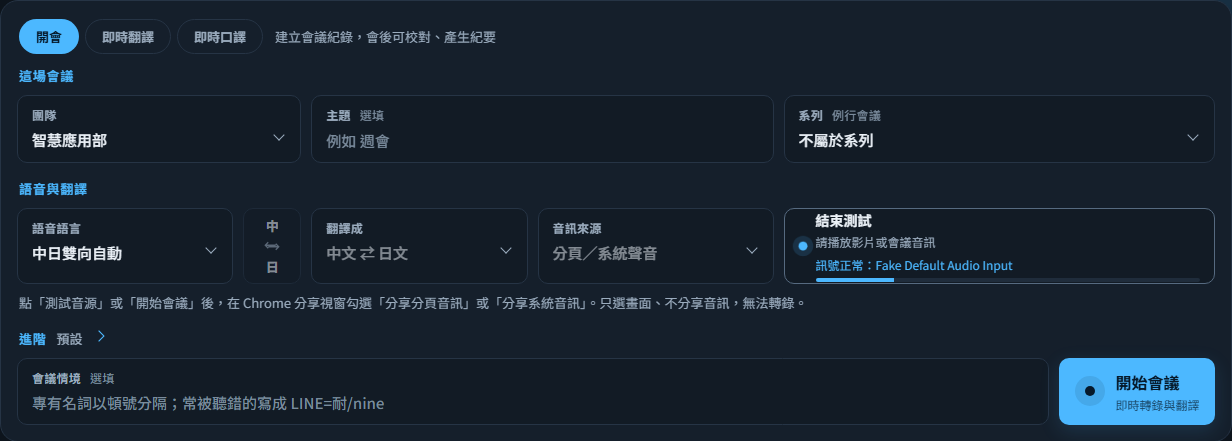 開會 即時翻譯 即時口譯 建立會議紀錄，會後可校對、產生紀要
這場會議
團隊
智慧應用部
主題 選填
例如 週會
系列 例行會議
不屬於系列
語音與翻譯
語音語言
中日雙向自動
中
⇋
日
翻譯成
中文 ⇄ 日文
音訊來源
分頁／系統聲音
結束測試
請播放影片或會議音訊
訊號正常：Fake Default Audio Input
點「測試音源」或「開始會議」後，在 Chrome 分享視窗勾選「分享分頁音訊」或「分享系統音訊」。只選畫面、不分享音訊，無法轉錄。
進階 預設
會議情境 選填
專有名詞以頓號分隔；常被聽錯的寫成 LINE=耐/nine
開始會議
即時轉錄與翻譯